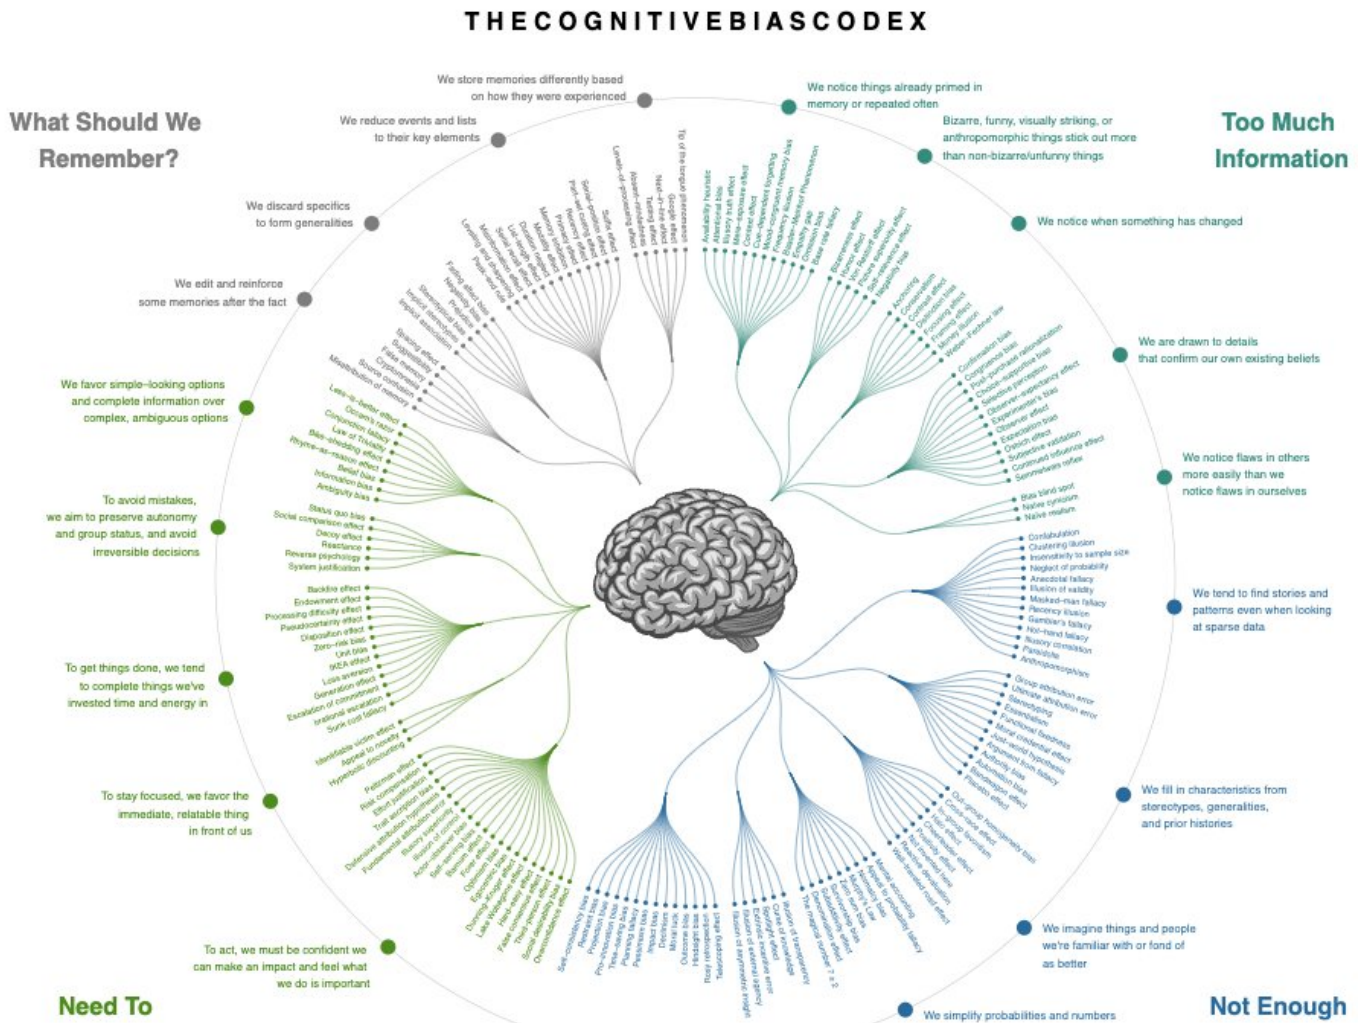 THECOGNITIVEBIASCODEX
What Should We
Remember?
We store memories differently based
on how they were experienced
We reduce events and lists
to their key elements
We discard specifics
to form generalities
We edit and reinforce
some memories after the fact
Too Much
Information
We notice things already primed in
memory or repeated often
Bizarre, funny, visually striking, or
anthropomorphic things stick out more
than non-bizarre/unfunny things
We notice when something has changed
We are drawn to details
that confirm our own existing beliefs
We notice flaws in others
more easily than we
notice flaws in ourselves
We tend to find stories and
patterns even when looking
at sparse data
We fill in characteristics from
stereotypes, generalities,
and prior histories
We imagine things and people
we're familiar with or fond of
as better
We simplify probabilities and numbers
Not Enough
We favor simple-looking options
and complete information over
complex, ambiguous options
To avoid mistakes,
we aim to preserve autonomy
and group status, and avoid
irreversible decisions
To get things done, we tend
to complete things we've
invested time and energy in
To stay focused, we favor the
immediate, relatable thing
in front of us
To act, we must be confident we
can make an impact and feel what
we do is important
Need To
Tip of the tongue phenomenon
Google effect
Next-in-line effect
Testing effect
Absent-mindedness
Levels-of-processing effect
Suffix effect
Serial-position effect
Part-set cueing effect
Recency effect
Primacy effect
Memory inhibition
Modality effect
Duration neglect
List-length effect
Serial recall effect
Misinformation effect
Leveling and sharpening
Peak-end rule
Fading affect bias
Negativity bias
Prejudice
Stereotypical bias
Implicit stereotypes
Implicit association
Spacing effect
Suggestibility
False memory
Cryptomnesia
Source confusion
Misattribution of memory
Availability heuristic
Attentional bias
Illusory truth effect
Mere-exposure effect
Context effect
Cue-dependent forgetting
Mood-congruent memory bias
Frequency illusion
Empathy gap
Omission bias
Base rate fallacy
Bizarreness effect
Humor effect
Von Restorff effect
Picture superiority effect
Self-relevance effect
Negativity bias
Anchoring
Conservatism
Contrast effect
Distinction bias
Focusing effect
Framing effect
Money illusion
Weber-Fechner law
Confirmation bias
Congruence bias
Post-purchase rationalization
Choice-supportive bias
Selective perception
Observer-expectancy effect
Experimenter's bias
Observer effect
Expectation bias
Ostrich effect
Subjective validation
Continued influence effect
Semmelweis reflex
Bias blind spot
Naïve cynicism
Naïve realism
Confabulation
Clustering illusion
Insensitivity to sample size
Neglect of probability
Anecdotal fallacy
Illusion of validity
Masked-man fallacy
Recency illusion
Gambler's fallacy
Hot-hand fallacy
Illusory correlation
Pareidolia
Anthropomorphism
Group attribution error
Ultimate attribution error
Stereotyping
Essentialism
Functional fixedness
Moral credential effect
Just-world hypothesis
Argument from fallacy
Authority bias
Automation bias
Bandwagon effect
Placebo effect
Out-group homogeneity bias
Cross-race effect
In-group favoritism
Halo effect
Cheerleader effect
Positivity effect
Not invented here
Reactive devaluation
Well-traveled road effect
Mental accounting
Appeal to probability fallacy
Normalcy bias
Murphy's Law
Zero sum bias
Survivorship bias
Subadditivity effect
Denomination effect
The magical number 7 ± 2
Illusion of transparency
Curse of knowledge
Spotlight effect
Extrinsic incentive error
Illusion of external agency
Illusion of asymmetric insight
Telescoping effect
Rosy retrospection
Hindsight bias
Outcome bias
Moral luck
Declinism
Impact bias
Pessimism bias
Planning fallacy
Time-saving bias
Pro-innovation bias
Projection bias
Restraint bias
Self-consistency bias
Less-is-better effect
Occam's razor
Conjunction fallacy
Law of Triviality
Bike-shedding effect
Rhyme-as-reason effect
Belief bias
Information bias
Ambiguity bias
Status quo bias
Social comparison effect
Decoy effect
Reactance
Reverse psychology
System justification
Backfire effect
Endowment effect
Processing difficulty effect
Pseudocertainty effect
Disposition effect
Zero-risk bias
Unit bias
IKEA effect
Loss aversion
Generation effect
Escalation of commitment
Irrational escalation
Sunk cost fallacy
Identifiable victim effect
Appeal to novelty
Hyperbolic discounting
Peltzman effect
Risk compensation
Effort justification
Trait ascription bias
Defensive attribution hypothesis
Fundamental attribution error
Illusory superiority
Illusion of control
Actor-observer bias
Self-serving bias
Barnum effect
Forer effect
Optimism bias
Egocentric bias
Dunning-Kruger effect
Lake Wobegone effect
Hard-easy effect
False consensus effect
Third-person effect
Social desirability bias
Overconfidence effect